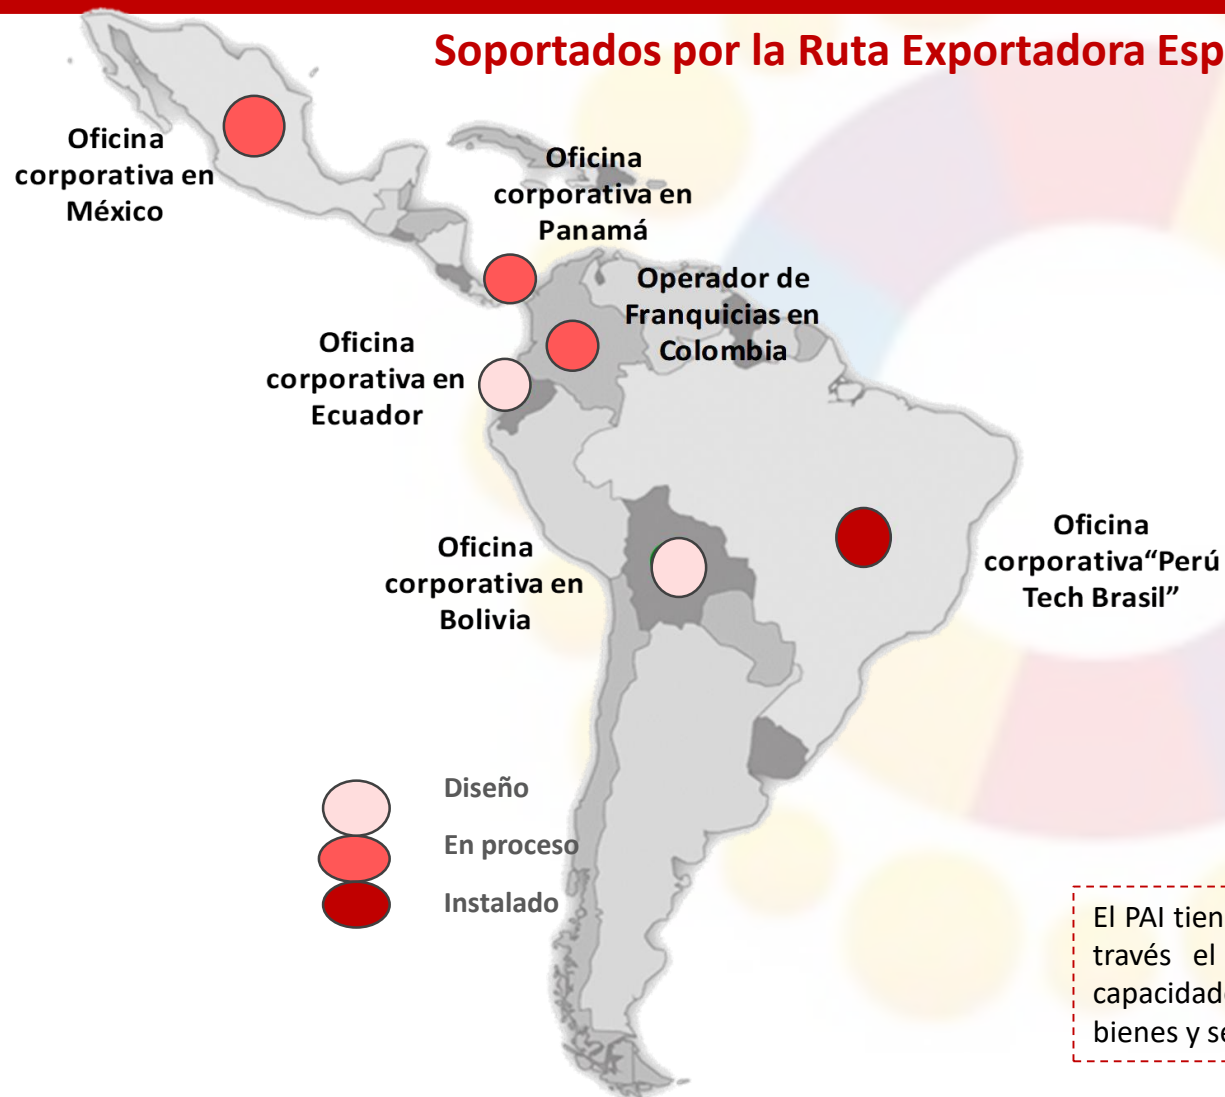 Soportados por la Ruta Exportadora Esp
Oficina
corporativa en
México
Oficina
corporativa en
Panamá
Operador de
Franquicias en
Colombia
Oficina
corporativa en
Ecuador
Oficina
corporativa en
Bolivia
Oficina
corporativa“Perú
Tech Brasil”
Diseño
En proceso
Instalado
El PAI tien
través el
capacidad
bienes y se